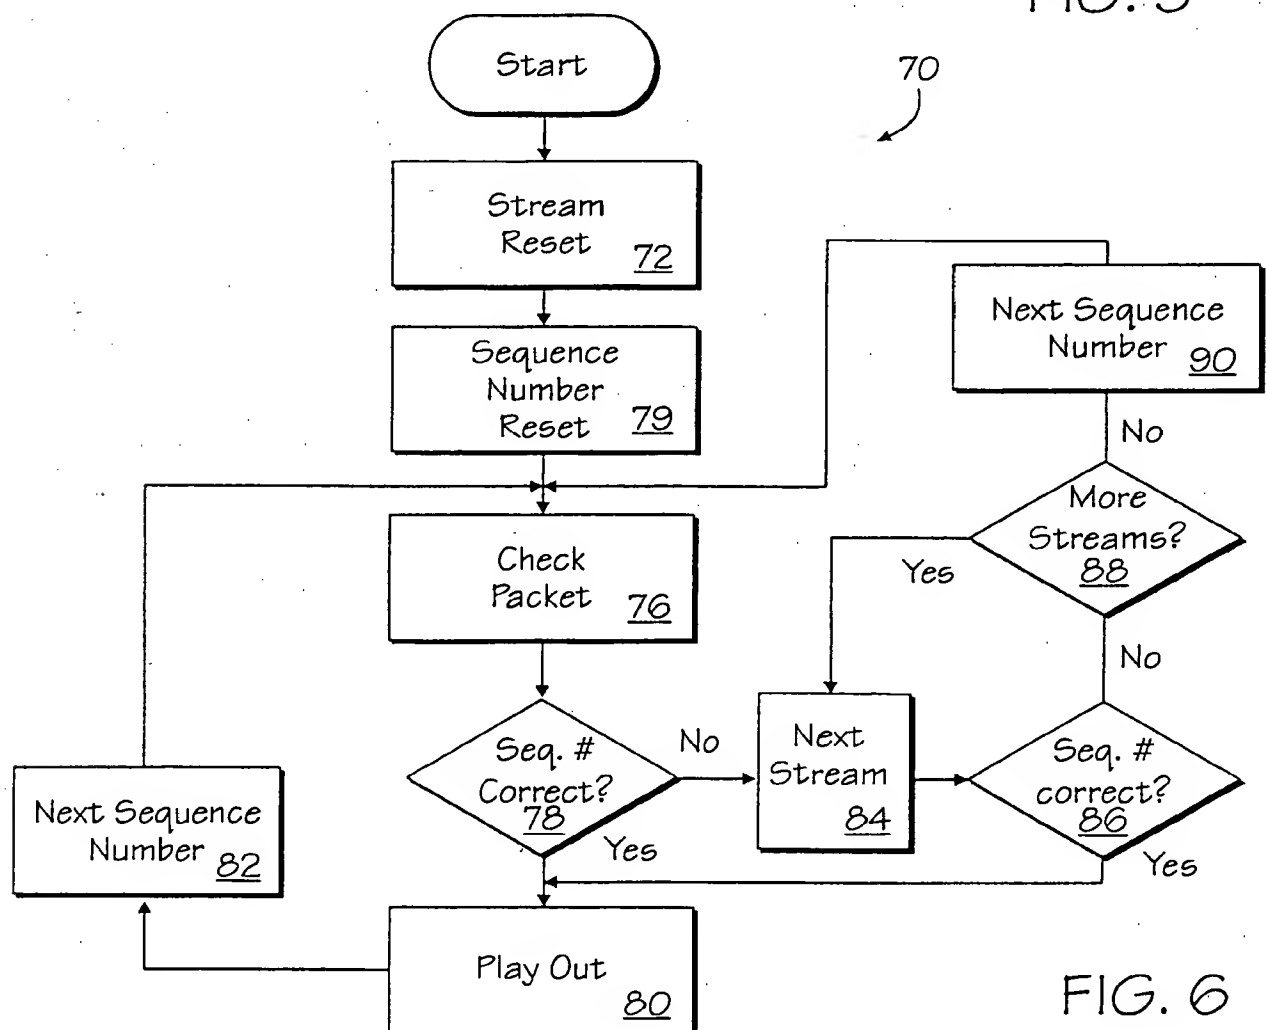 FIG. 5
Start
70
Stream
Reset
72
Next Sequence
Number
90
Sequence
Number
Reset
79
No
More
Streams?
88
Yes
Check
Packet
76
No
Seq. #
Correct?
78
No
Yes
Next
Stream
84
Seq. #
correct?
86
Yes
Next Sequence
Number
82
Play Out
80
FIG. 6